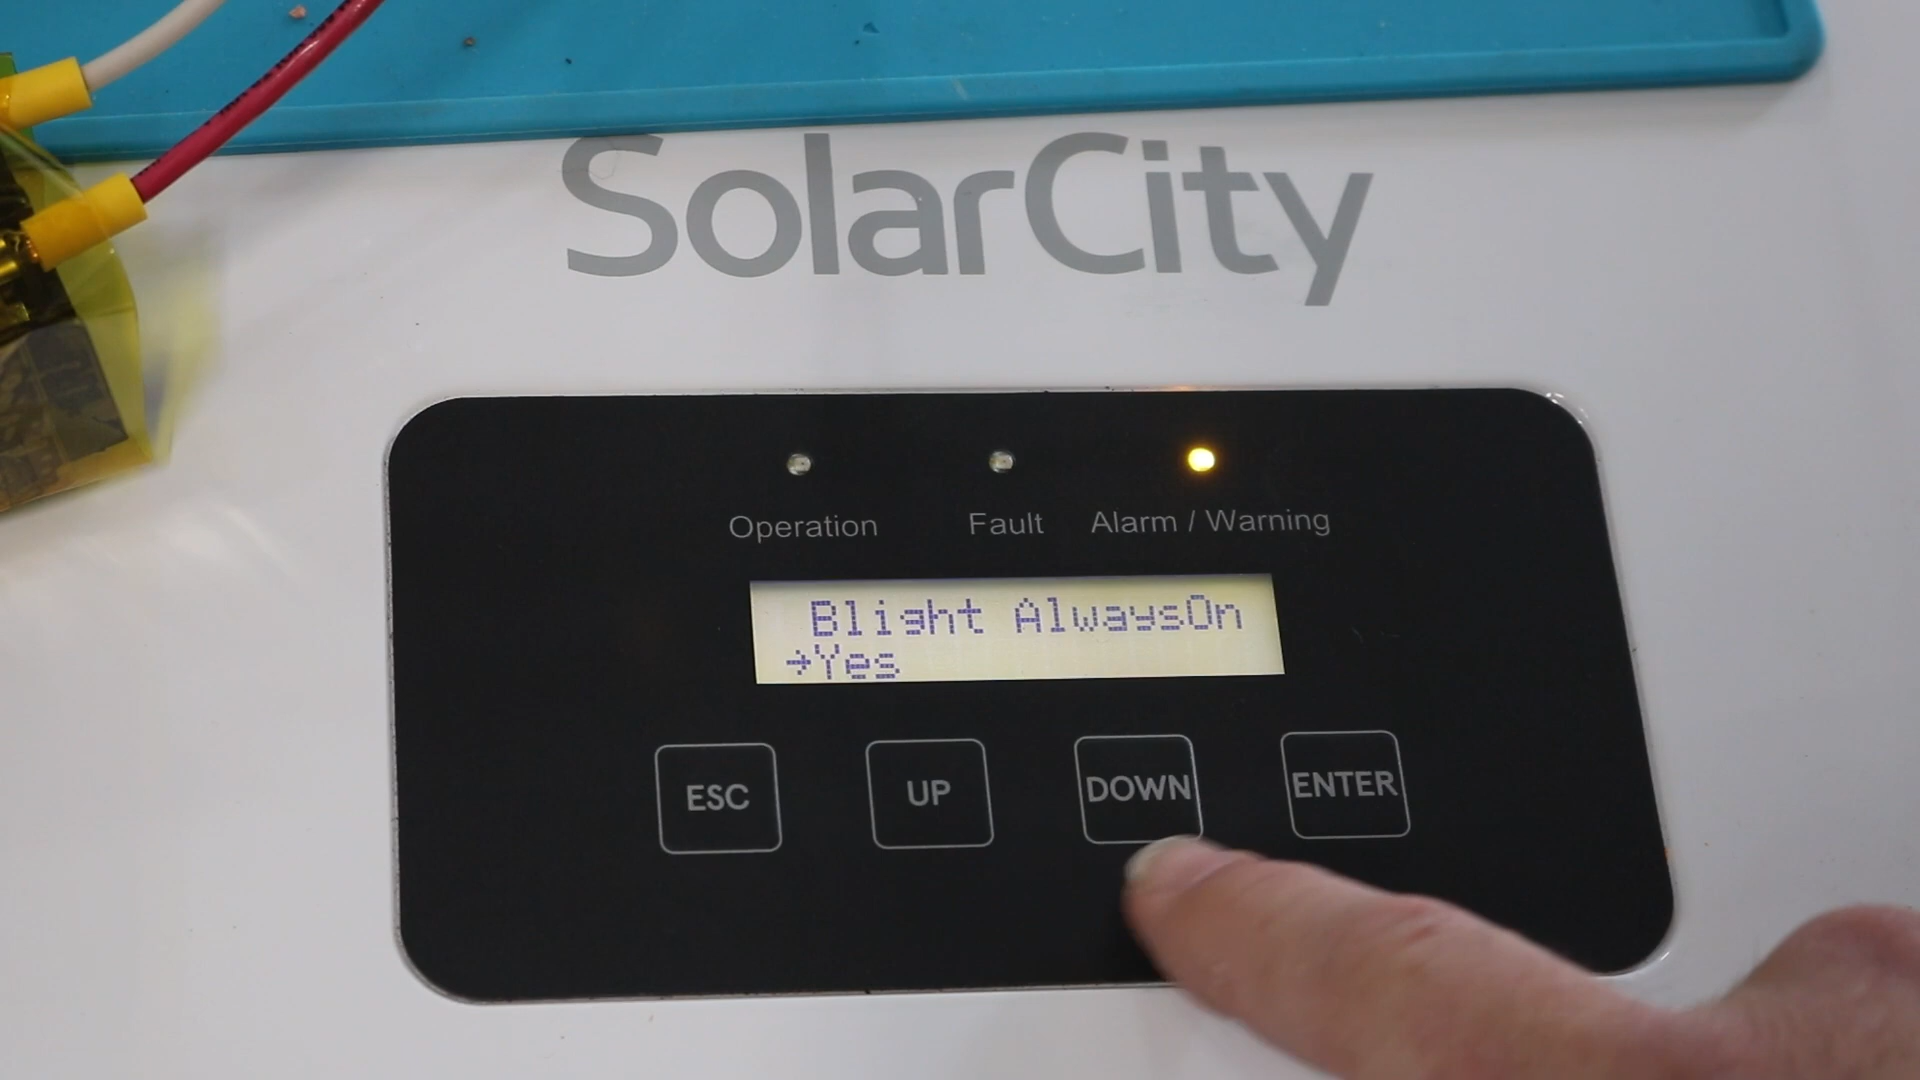 SolarCity
Operation Fault Alarm / Warning
Blight AlwaysOn
→Yes
ESC UP DOWN ENTER